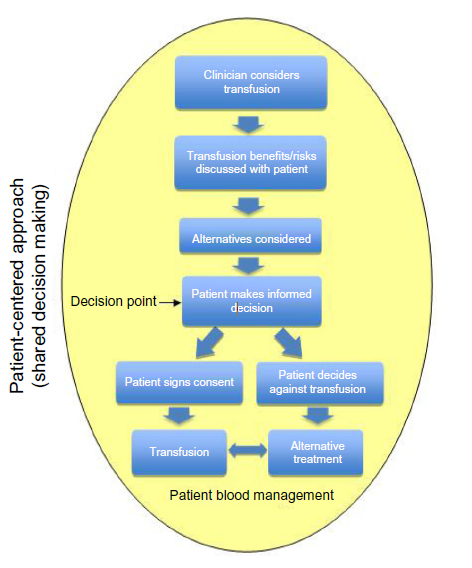 Patient-centered approach
(shared decision making)
Clinician considers
transfusion
Transfusion benefits/risks
discussed with patient
Alternatives considered
Decision point
Patient makes informed
decision
Patient signs consent
Patient decides
against transfusion
Transfusion
Alternative
treatment
Patient blood management